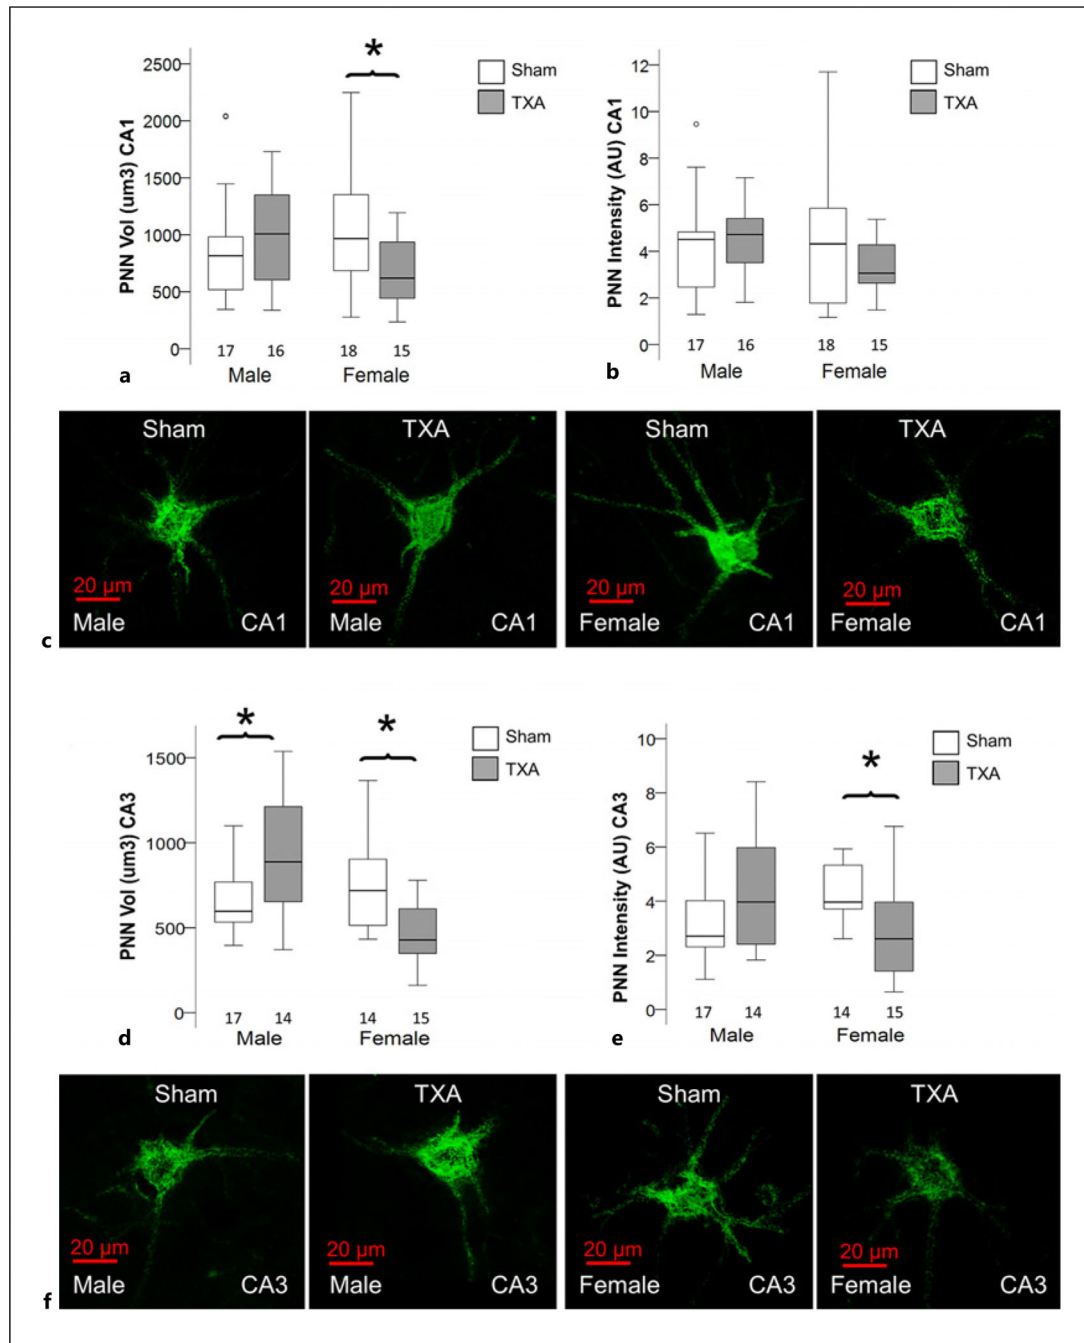 *
2500
2000
1500
1000
500
0
PNN Vol (um3) CA1
Sham
TXA
17 16 18 15
Male Female
a
12
10
8
6
4
2
0
PNN Intensity (AU) CA1
Sham
TXA
17 16 18 15
Male Female
b
Sham
20 µm
Male CA1
TXA
20 µm
Male CA1
Sham
20 µm
Female CA1
TXA
20 µm
Female CA1
c
* *
1500
1000
500
0
PNN Vol (um3) CA3
Sham
TXA
17 14 14 15
Male Female
d
*
10
8
6
4
2
0
PNN Intensity (AU) CA3
Sham
TXA
17 14 14 15
Male Female
e
Sham
20 µm
Male CA3
TXA
20 µm
Male CA3
Sham
20 µm
Female CA3
TXA
20 µm
Female CA3
f